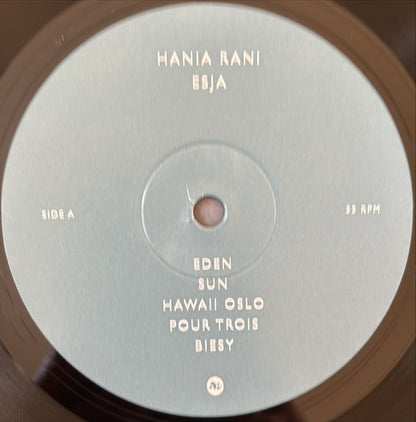 HANIA RANI
ESJA
SIDE A
33 RPM
EDEN
SUN
HAWAII OSLO
POUR TROIS
BIESY